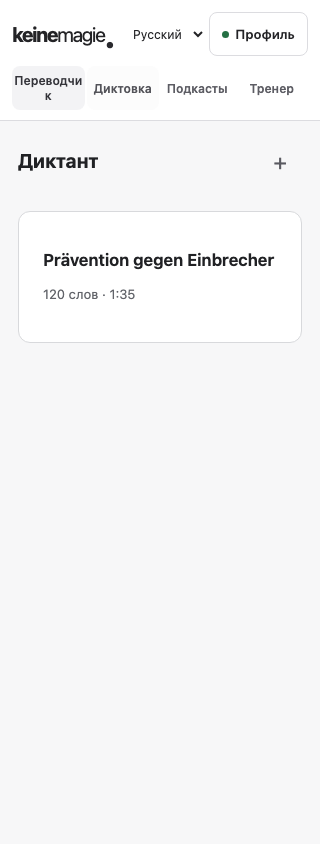 keinemagie.
Русский
Профиль
Переводчи
к
Диктовка
Подкасты
Тренер
Диктант
+
Prävention gegen Einbrecher
120 слов · 1:35